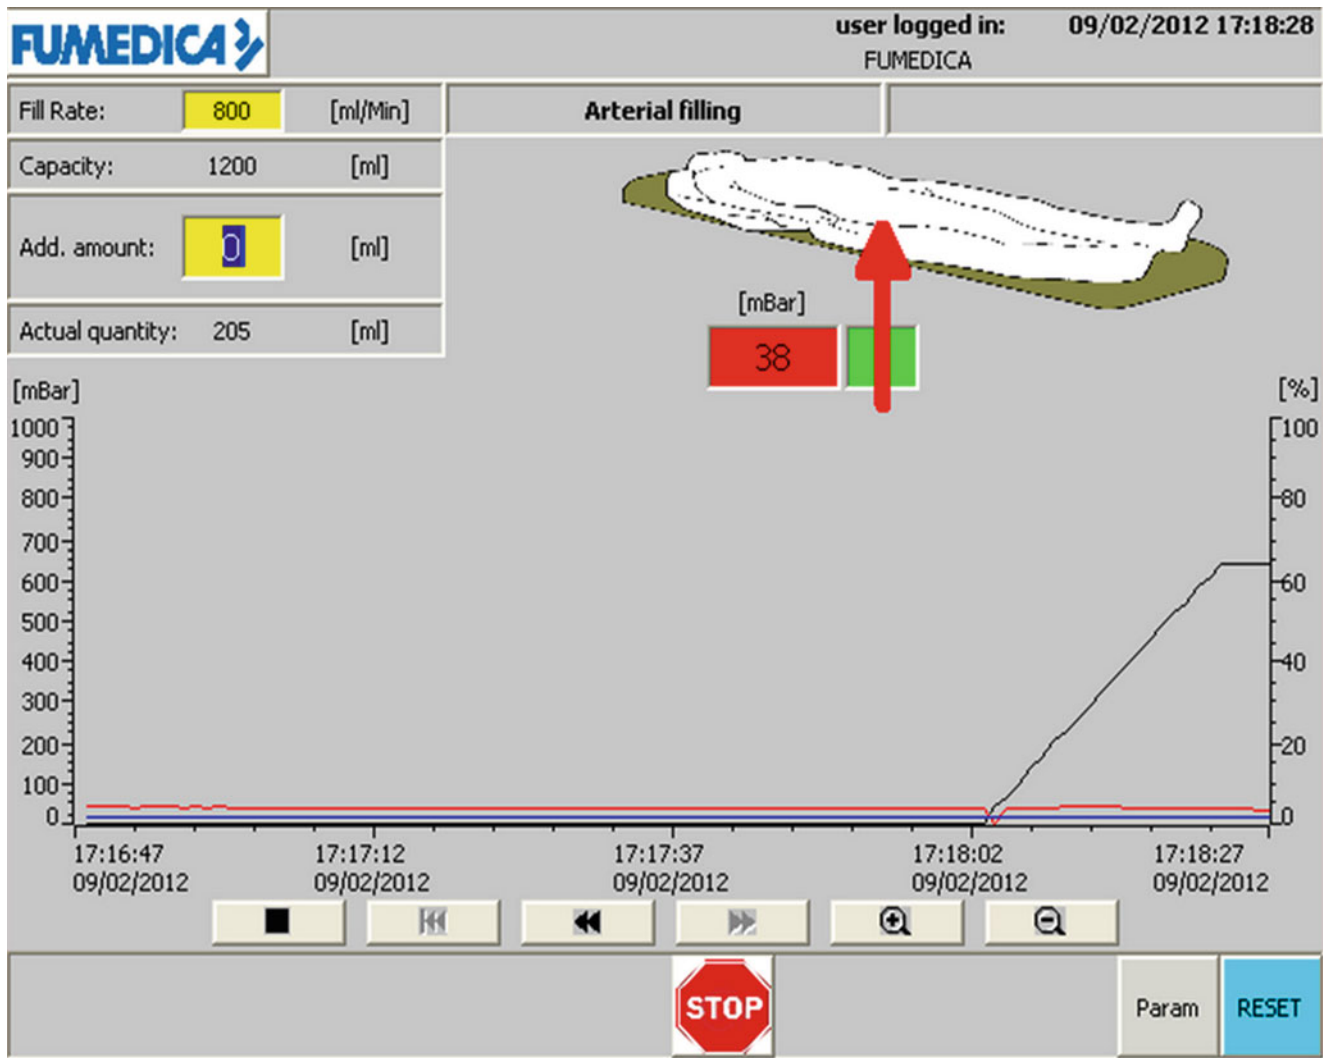 FUMEDICA
user logged in: 09/02/2012 17:18:28
FUMEDICA
Fill Rate: 800 [ml/Min] Arterial filling
Capacity: 1200 [ml]
Add. amount: 0 [ml]
Actual quantity: 205 [ml]
[mBar]
38
[mBar] [%]
1000 100
900
800 80
700
600 60
500
400 40
300
200 20
100
0 0
17:16:47 17:17:12 17:17:37 17:18:02 17:18:27
09/02/2012 09/02/2012 09/02/2012 09/02/2012 09/02/2012
STOP Param RESET